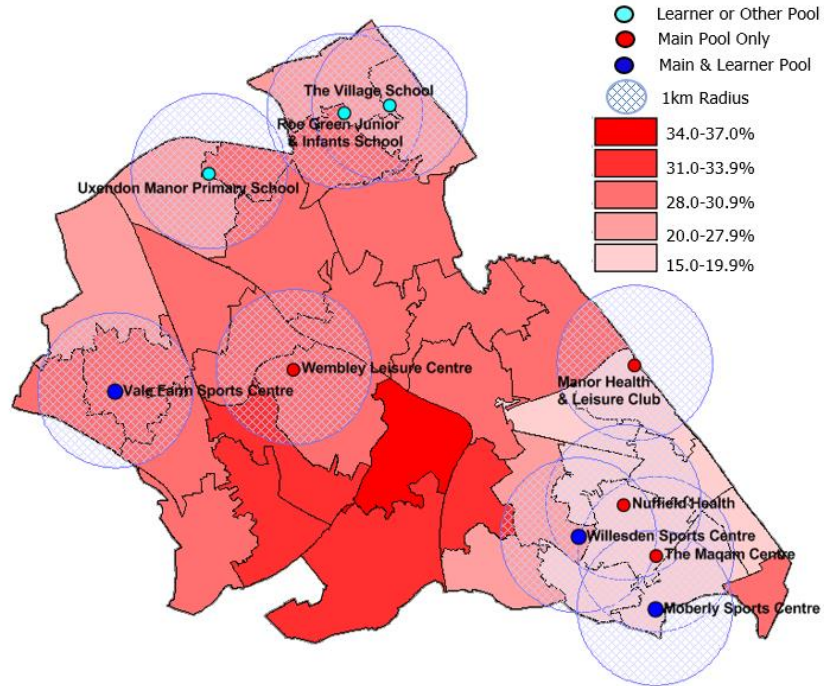 Learner or Other Pool
Main Pool Only
Main & Learner Pool
1km Radius
34.0-37.0%
31.0-33.9%
28.0-30.9%
20.0-27.9%
15.0-19.9%
The Village School
Roe Green Junior
& Infants School
Uxendon Manor Primary School
Wembley Leisure Centre
Vale Farm Sports Centre
Manor Health
& Leisure Club
Nuffield Health
Willesden Sports Centre
The Maqam Centre
Moberly Sports Centre